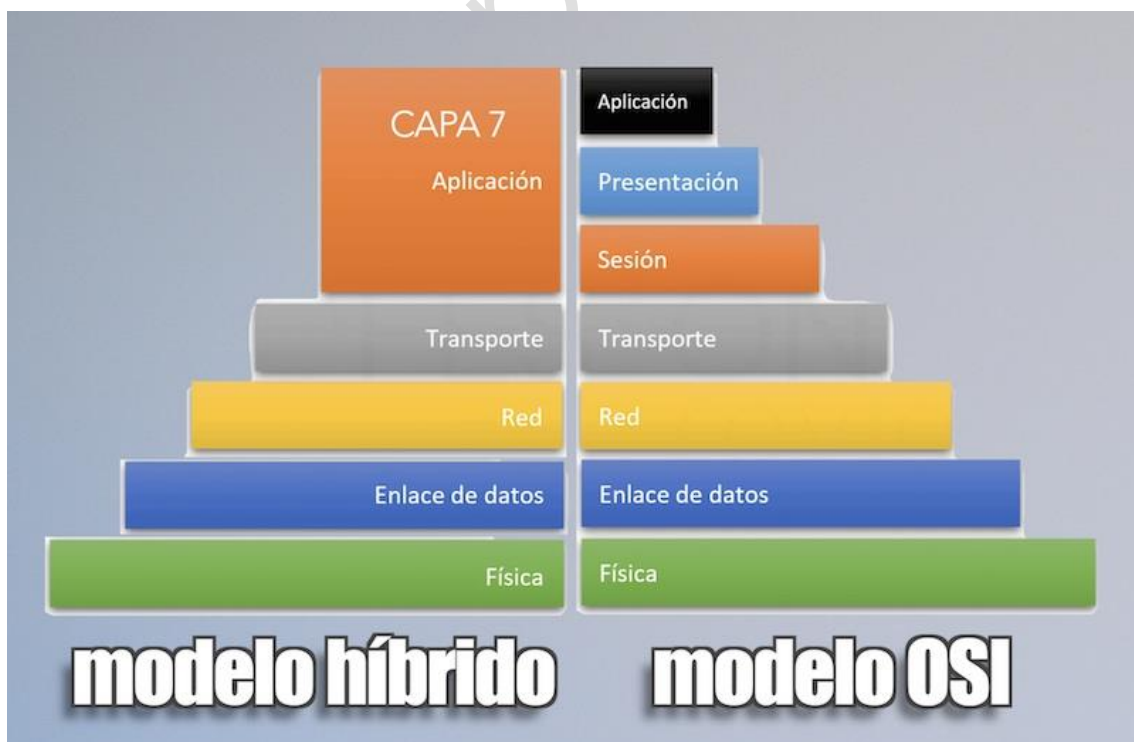 CAPA 7
Aplicación
Transporte
Red
Enlace de datos
Física
modelo híbrido
Aplicación
Presentación
Sesión
Transporte
Red
Enlace de datos
Física
modelo OSI